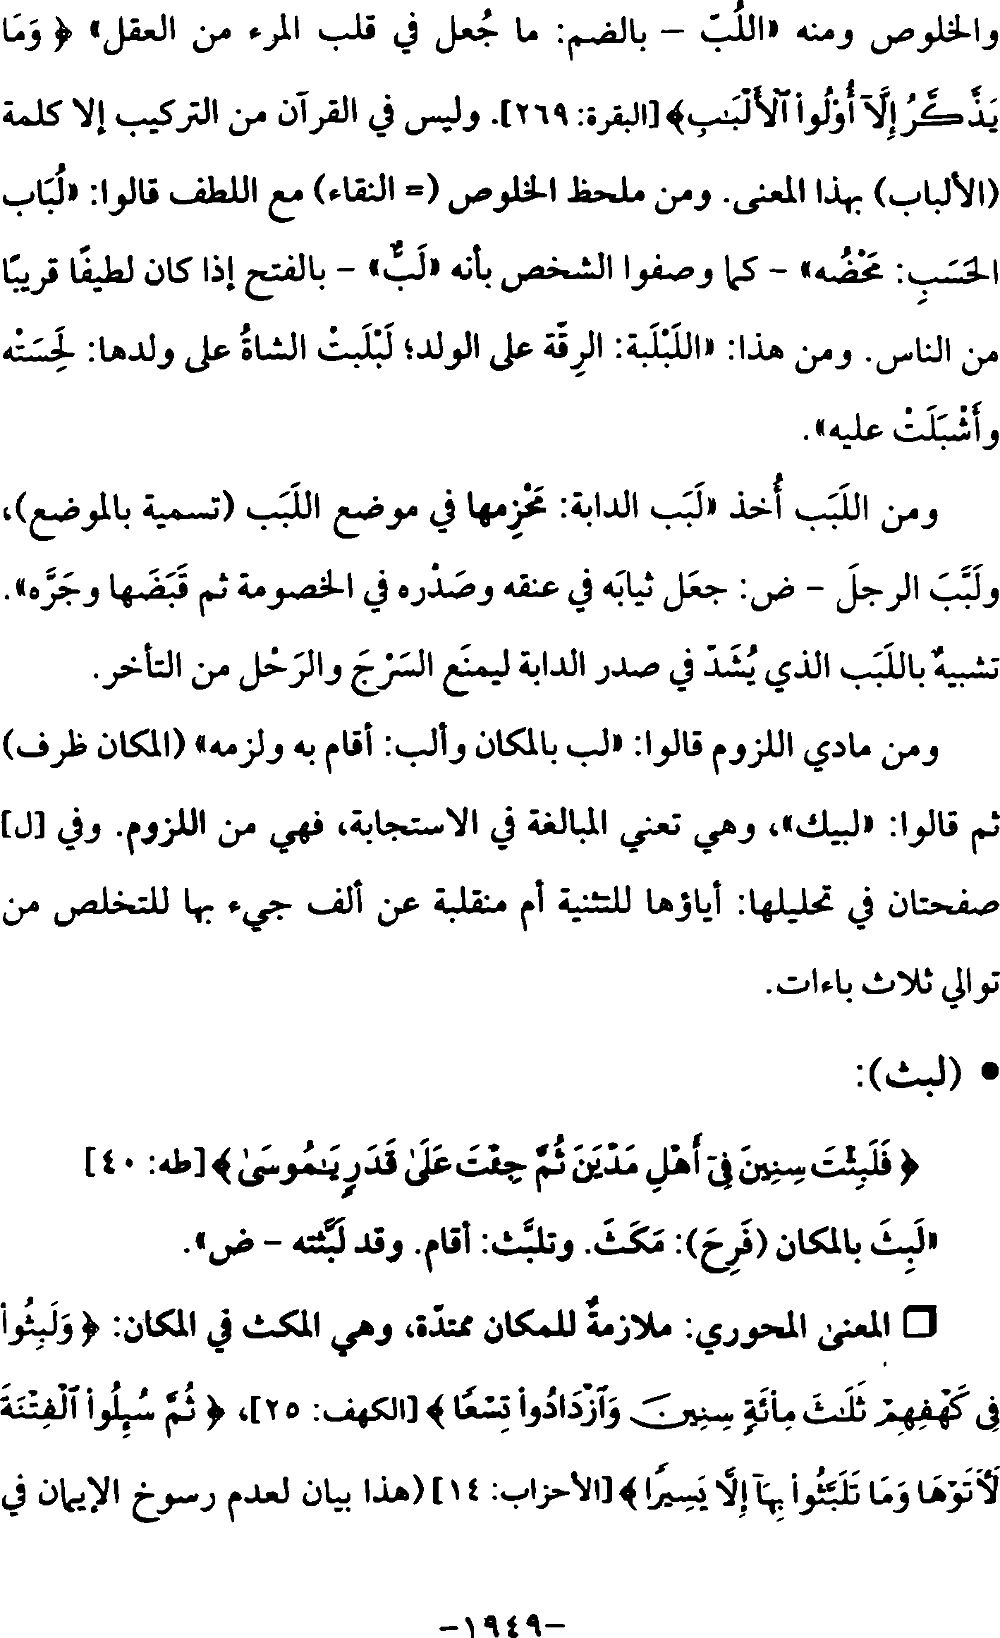 والخلوص ومنه «اللُبّ – بالضم: ما جُعل في قلب المرء من العقل» ﴿ وَمَا
يَذَّكَّرُ إِلَّآ أُوْلُوا۟ ٱلْأَلْبَٰبِ﴾ [البقرة: ٢٦٩]. وليس في القرآن من التركيب إلا كلمة
(الألباب) بهذا المعنى. ومن ملحظ الخلوص (= النقاء) مع اللطف قالوا: «لُبَاب
الحَسَبِ: مَحْضُه» – كما وصفوا الشخص بأنه «لَبٌّ» – بالفتح إذا كان لطيفًا قريبًا
من الناس. ومن هذا: «اللَبْلَبة: الرِقّة على الولد؛ لَبْلَبتْ الشاةُ على ولدها: لَحِسَتْه
وأَشْبَلَتْ عليه».
ومن اللَبَب أُخذ «لَبَب الدابة: مَحْزِمها في موضع اللَبَب (تسمية بالموضع)،
ولَبَّبَ الرجلَ – ض: جعَل ثيابَه في عنقه وصَدْره في الخصومة ثم قَبَضَها وجَرَّه».
تشبيهٌ باللَبَب الذي يُشَدّ في صدر الدابة ليمنَع السَرْجَ والرَحْل من التأخر.
ومن مادي اللزوم قالوا: «لب بالمكان وألب: أقام به ولزمه» (المكان ظرف)
ثم قالوا: «لبيك»، وهي تعني المبالغة في الاستجابة، فهي من اللزوم. وفي [ل]
صفحتان في تحليلها: أياؤها للتثنية أم منقلبة عن ألف جيء بها للتخلص من
توالي ثلاث باءات.
• (لبث):
﴿ فَلَبِثْتَ سِنِينَ فِىٓ أَهْلِ مَدْيَنَ ثُمَّ جِئْتَ عَلَىٰ قَدَرٍ يَٰمُوسَىٰ ﴾ [طه: ٤٠]
«لَبِثَ بالمكان (فَرِحَ): مَكَثَ. وتلبَّث: أقام. وقد لَبَّثته – ض».
❒ المعنى المحوري: ملازمةٌ للمكان ممتدّة، وهي المكث في المكان: ﴿ وَلَبِثُوا۟
فِى كَهْفِهِمْ ثَلَٰثَ مِا۟ئَةٍ سِنِينَ وَٱزْدَادُوا۟ تِسْعًا ﴾ [الكهف: ٢٥]، ﴿ ثُمَّ سُئِلُوا۟ ٱلْفِتْنَةَ
لَـَٔاتَوْهَا وَمَا تَلَبَّثُوا۟ بِهَآ إِلَّا يَسِيرًا ﴾ [الأحزاب: ١٤] (هذا بيان لعدم رسوخ الإيمان في
-١٩٤٩-